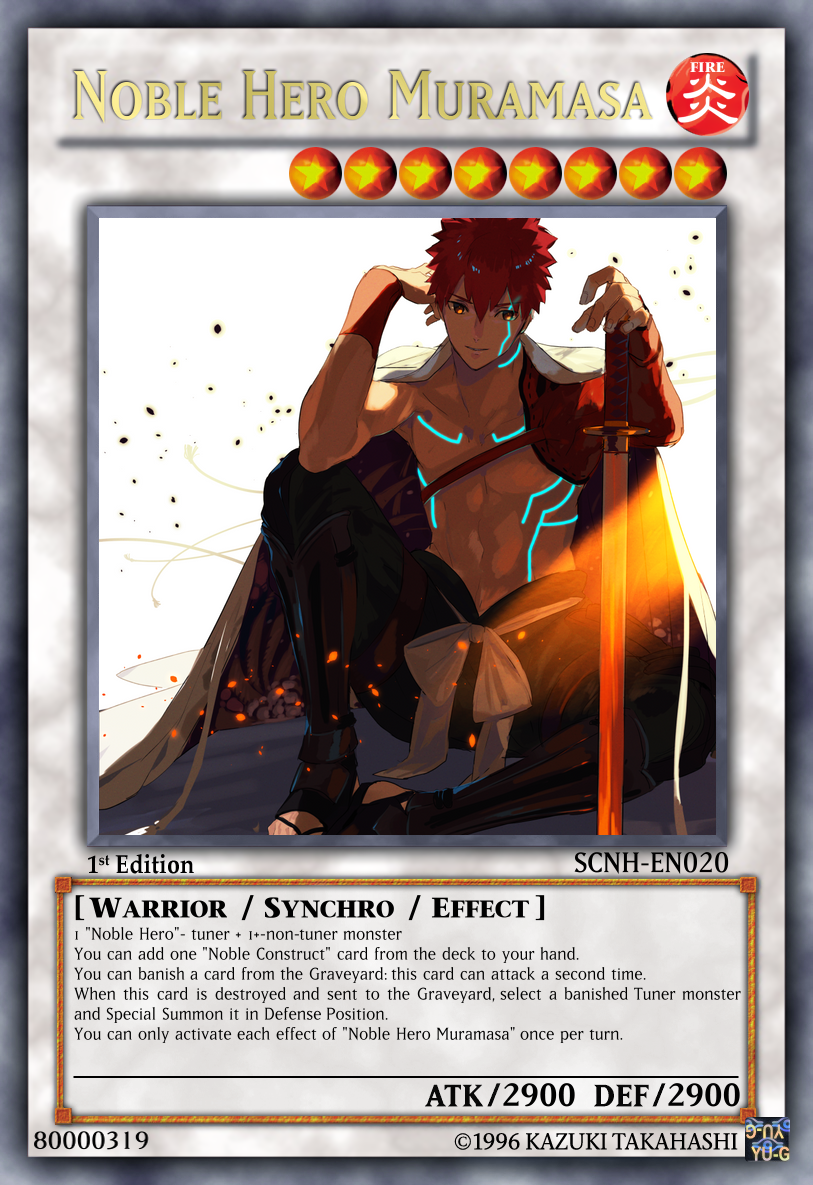 Noble Hero Muramasa
FIRE
炎
1st Edition
SCNH-EN020
[ Warrior / Synchro / Effect ]
1 "Noble Hero"- tuner + 1+-non-tuner monster
You can add one "Noble Construct" card from the deck to your hand.
You can banish a card from the Graveyard: this card can attack a second time.
When this card is destroyed and sent to the Graveyard, select a banished Tuner monster
and Special Summon it in Defense Position.
You can only activate each effect of "Noble Hero Muramasa" once per turn.
ATK/2900 DEF/2900
80000319
©1996 KAZUKI TAKAHASHI
YU-G